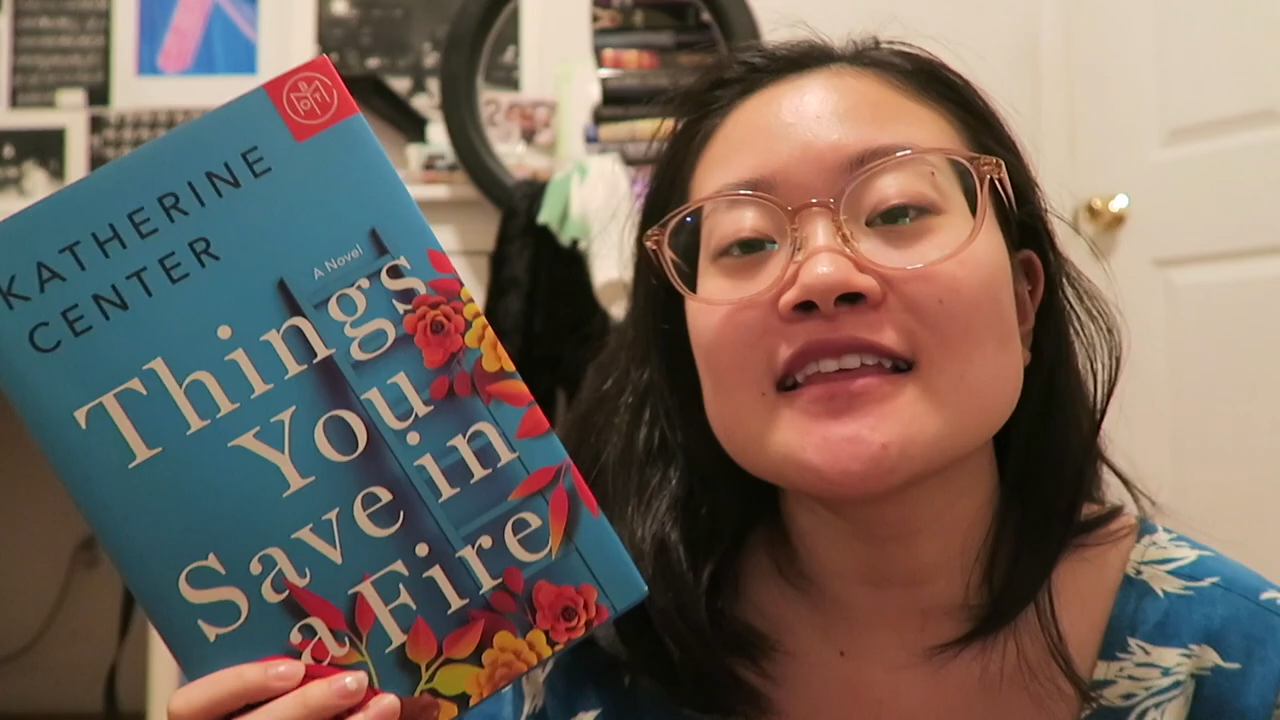 KATHERINE
CENTER
A Novel
Things
You
Save in
a Fire